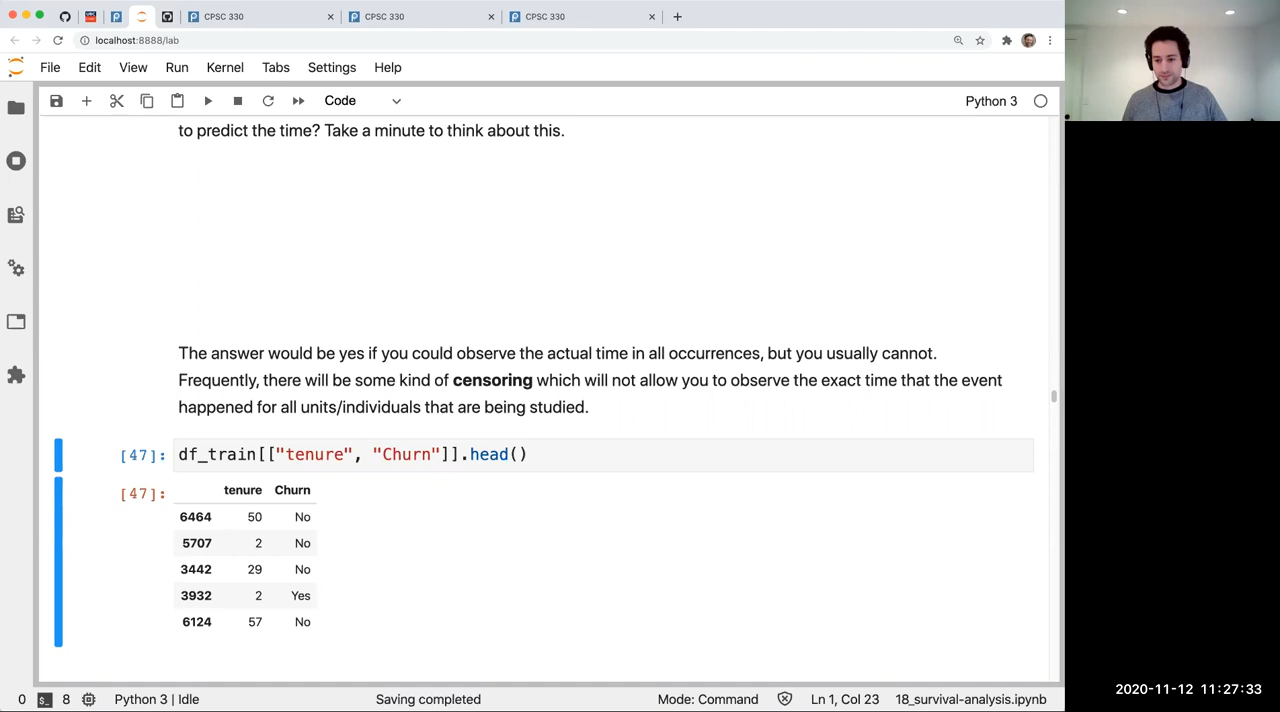 CPSC 330
CPSC 330
CPSC 330
localhost:8888/lab
File Edit View Run Kernel Tabs Settings Help
Code
Python 3
to predict the time? Take a minute to think about this.
The answer would be yes if you could observe the actual time in all occurrences, but you usually cannot.
Frequently, there will be some kind of censoring which will not allow you to observe the exact time that the event
happened for all units/individuals that are being studied.
[47]: df_train[["tenure", "Churn"]].head()
[47]:
tenure Churn
6464 50 No
5707 2 No
3442 29 No
3932 2 Yes
6124 57 No
0 8 Python 3 | Idle Saving completed Mode: Command Ln 1, Col 23 18_survival-analysis.ipynb
2020-11-12 11:27:33